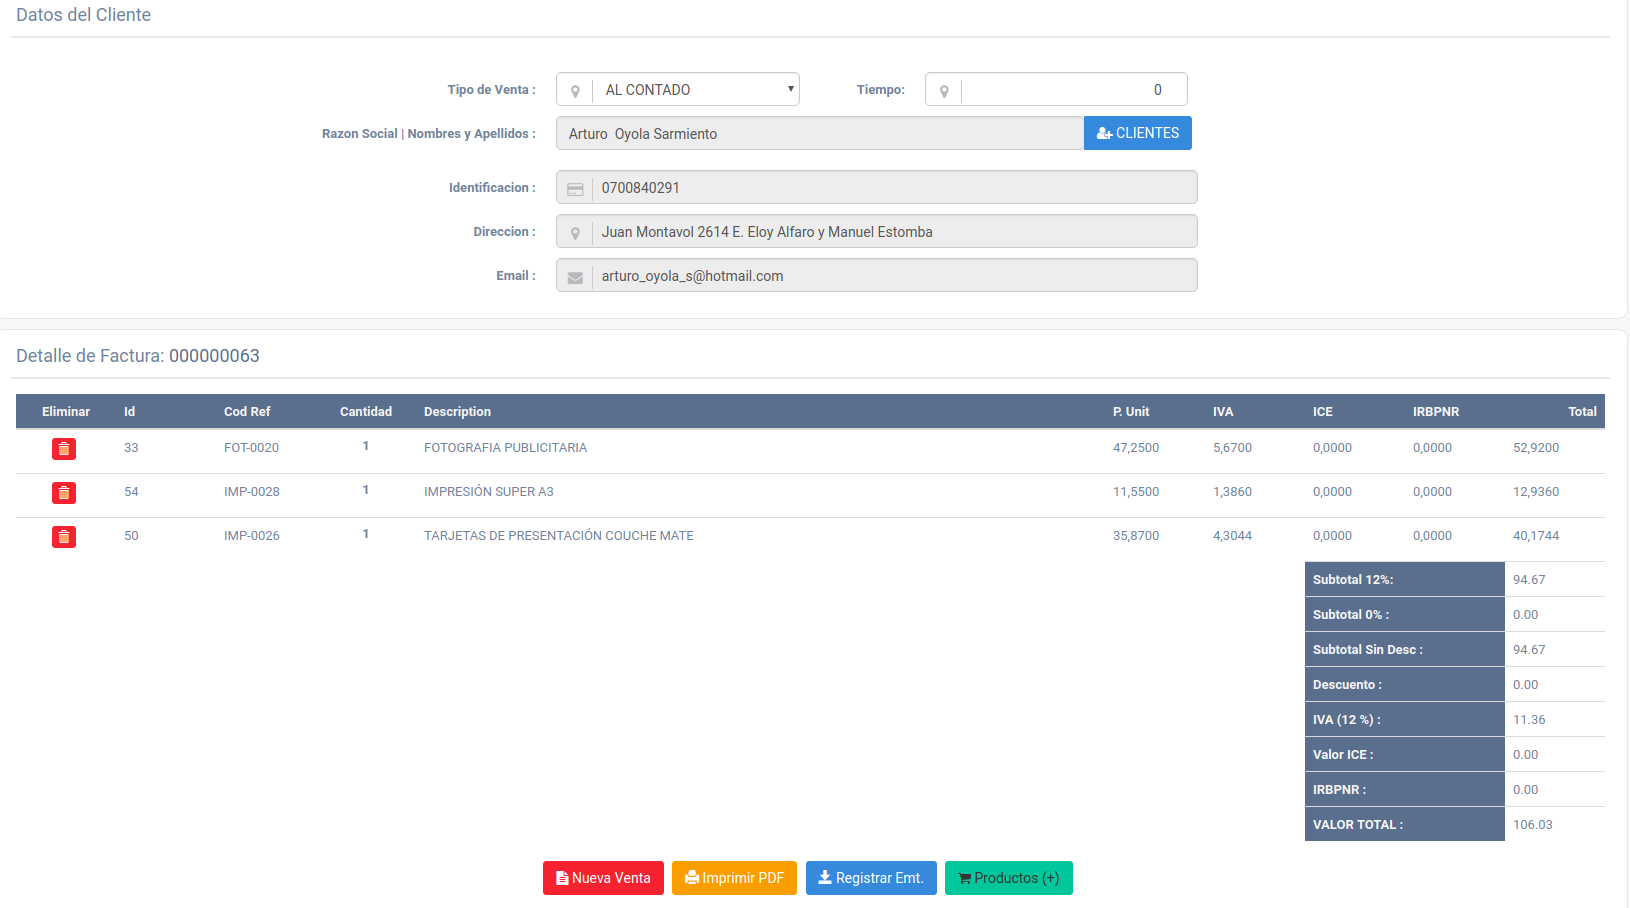 Datos del Cliente
Tipo de Venta : AL CONTADO Tiempo: 0
Razon Social | Nombres y Apellidos : Arturo  Oyola Sarmiento CLIENTES
Identificacion : 0700840291
Direccion : Juan Montavol 2614 E. Eloy Alfaro y Manuel Estomba
Email : arturo_oyola_s@hotmail.com
Detalle de Factura: 000000063
Eliminar Id Cod Ref Cantidad Description P. Unit IVA ICE IRBPNR Total
33 FOT-0020 1 FOTOGRAFIA PUBLICITARIA 47,2500 5,6700 0,0000 0,0000 52,9200
54 IMP-0028 1 IMPRESIÓN SUPER A3 11,5500 1,3860 0,0000 0,0000 12,9360
50 IMP-0026 1 TARJETAS DE PRESENTACIÓN COUCHE MATE 35,8700 4,3044 0,0000 0,0000 40,1744
Subtotal 12%: 94.67
Subtotal 0% : 0.00
Subtotal Sin Desc : 94.67
Descuento : 0.00
IVA (12 %) : 11.36
Valor ICE : 0.00
IRBPNR : 0.00
VALOR TOTAL : 106.03
Nueva Venta Imprimir PDF Registrar Emt. Productos (+)